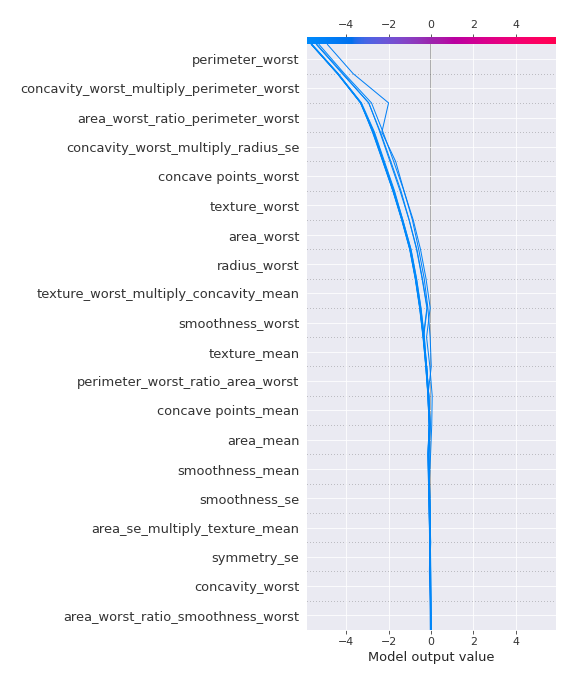 −4 −2 0 2 4
perimeter_worst
concavity_worst_multiply_perimeter_worst
area_worst_ratio_perimeter_worst
concavity_worst_multiply_radius_se
concave points_worst
texture_worst
area_worst
radius_worst
texture_worst_multiply_concavity_mean
smoothness_worst
texture_mean
perimeter_worst_ratio_area_worst
concave points_mean
area_mean
smoothness_mean
smoothness_se
area_se_multiply_texture_mean
symmetry_se
concavity_worst
area_worst_ratio_smoothness_worst
−4 −2 0 2 4
Model output value